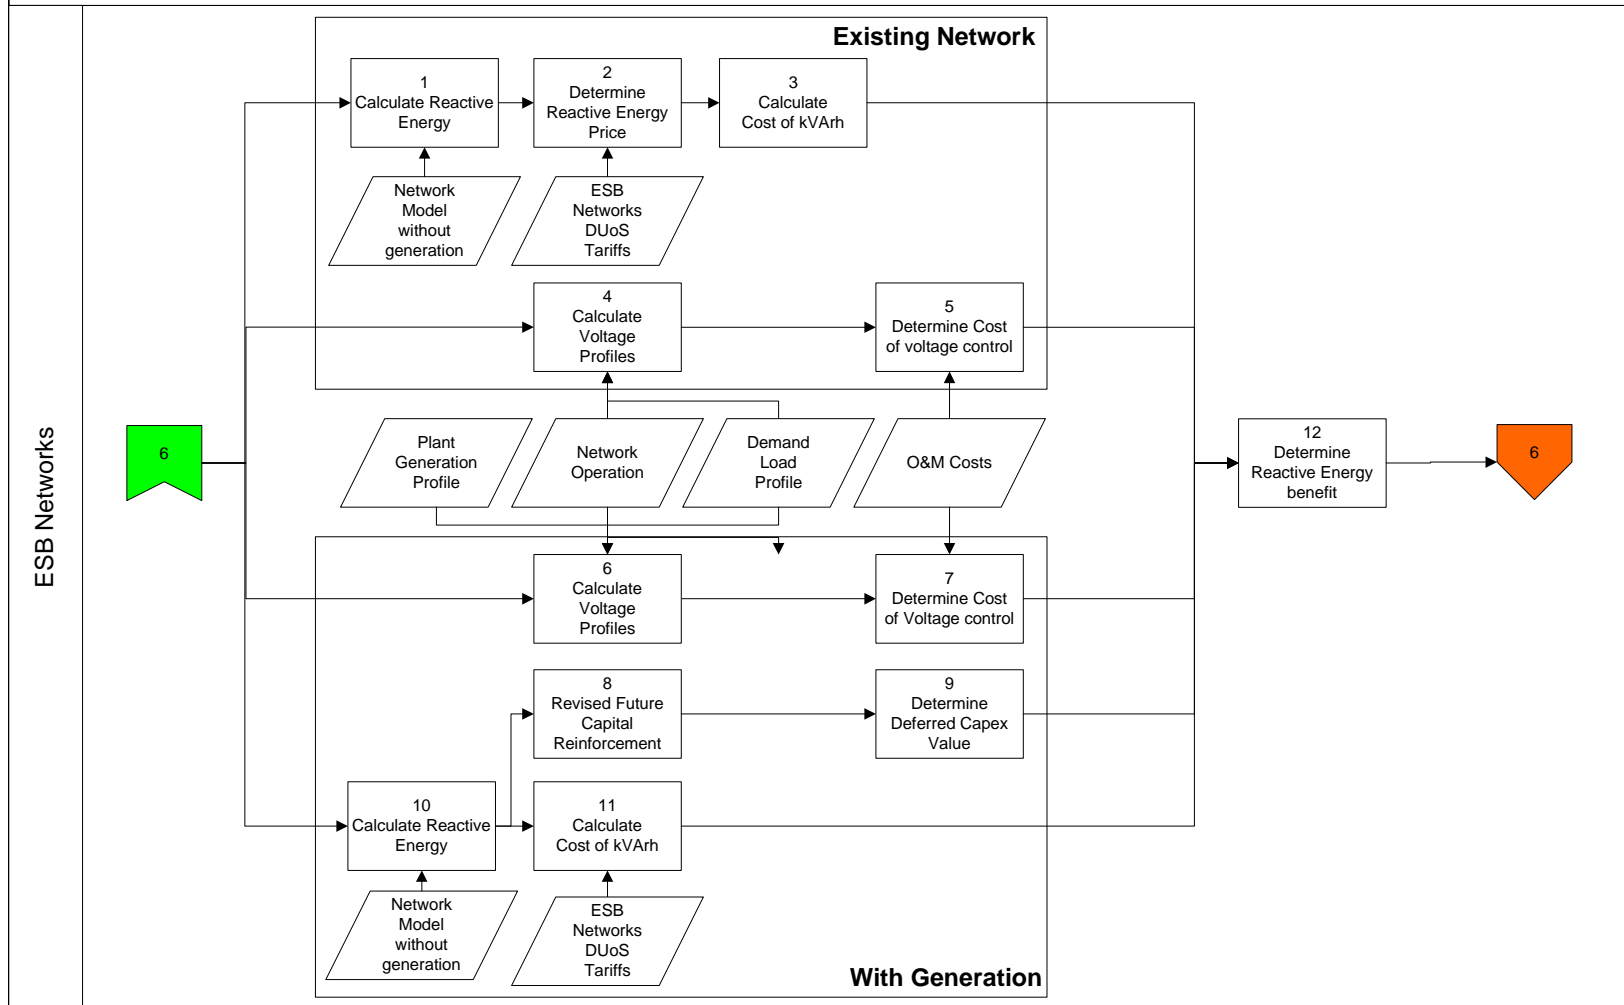 ESB Networks
Existing Network
1
Calculate Reactive
Energy
2
Determine
Reactive Energy
Price
3
Calculate
Cost of kVArh
Network
Model
without
generation
ESB
Networks
DUoS
Tariffs
4
Calculate
Voltage
Profiles
5
Determine Cost
of voltage control
6
Plant
Generation
Profile
Network
Operation
Demand
Load
Profile
O&M Costs
12
Determine
Reactive Energy
benefit
6
6
Calculate
Voltage
Profiles
7
Determine Cost
of Voltage control
8
Revised Future
Capital
Reinforcement
9
Determine
Deferred Capex
Value
10
Calculate Reactive
Energy
11
Calculate
Cost of kVArh
Network
Model
without
generation
ESB
Networks
DUoS
Tariffs
With Generation